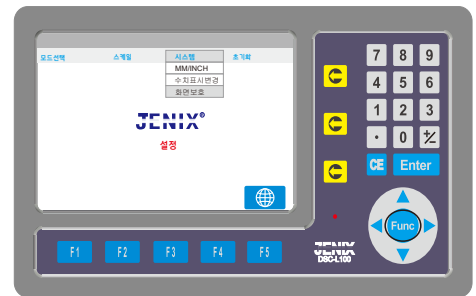 모드선택 스케일 시스템 초기화
MM/INCH
수치표시변경
화면보호
JENIX®
설정
7 8 9
4 5 6
1 2 3
· 0 +/-
CE Enter
Func
F1 F2 F3 F4 F5
JENIX
DSC-L100